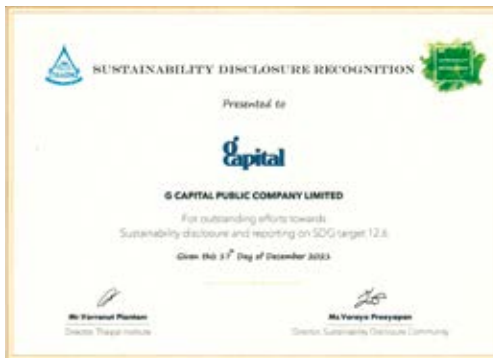 SUSTAINABILITY DISCLOSURE RECOGNITION
Presented to
g capital
G CAPITAL PUBLIC COMPANY LIMITED
For outstanding efforts towards
Sustainability disclosure and reporting on SDG target 12.6
Given this Day of December 2023
Director, Thaipat Institute
Director, Sustainability Disclosure Community